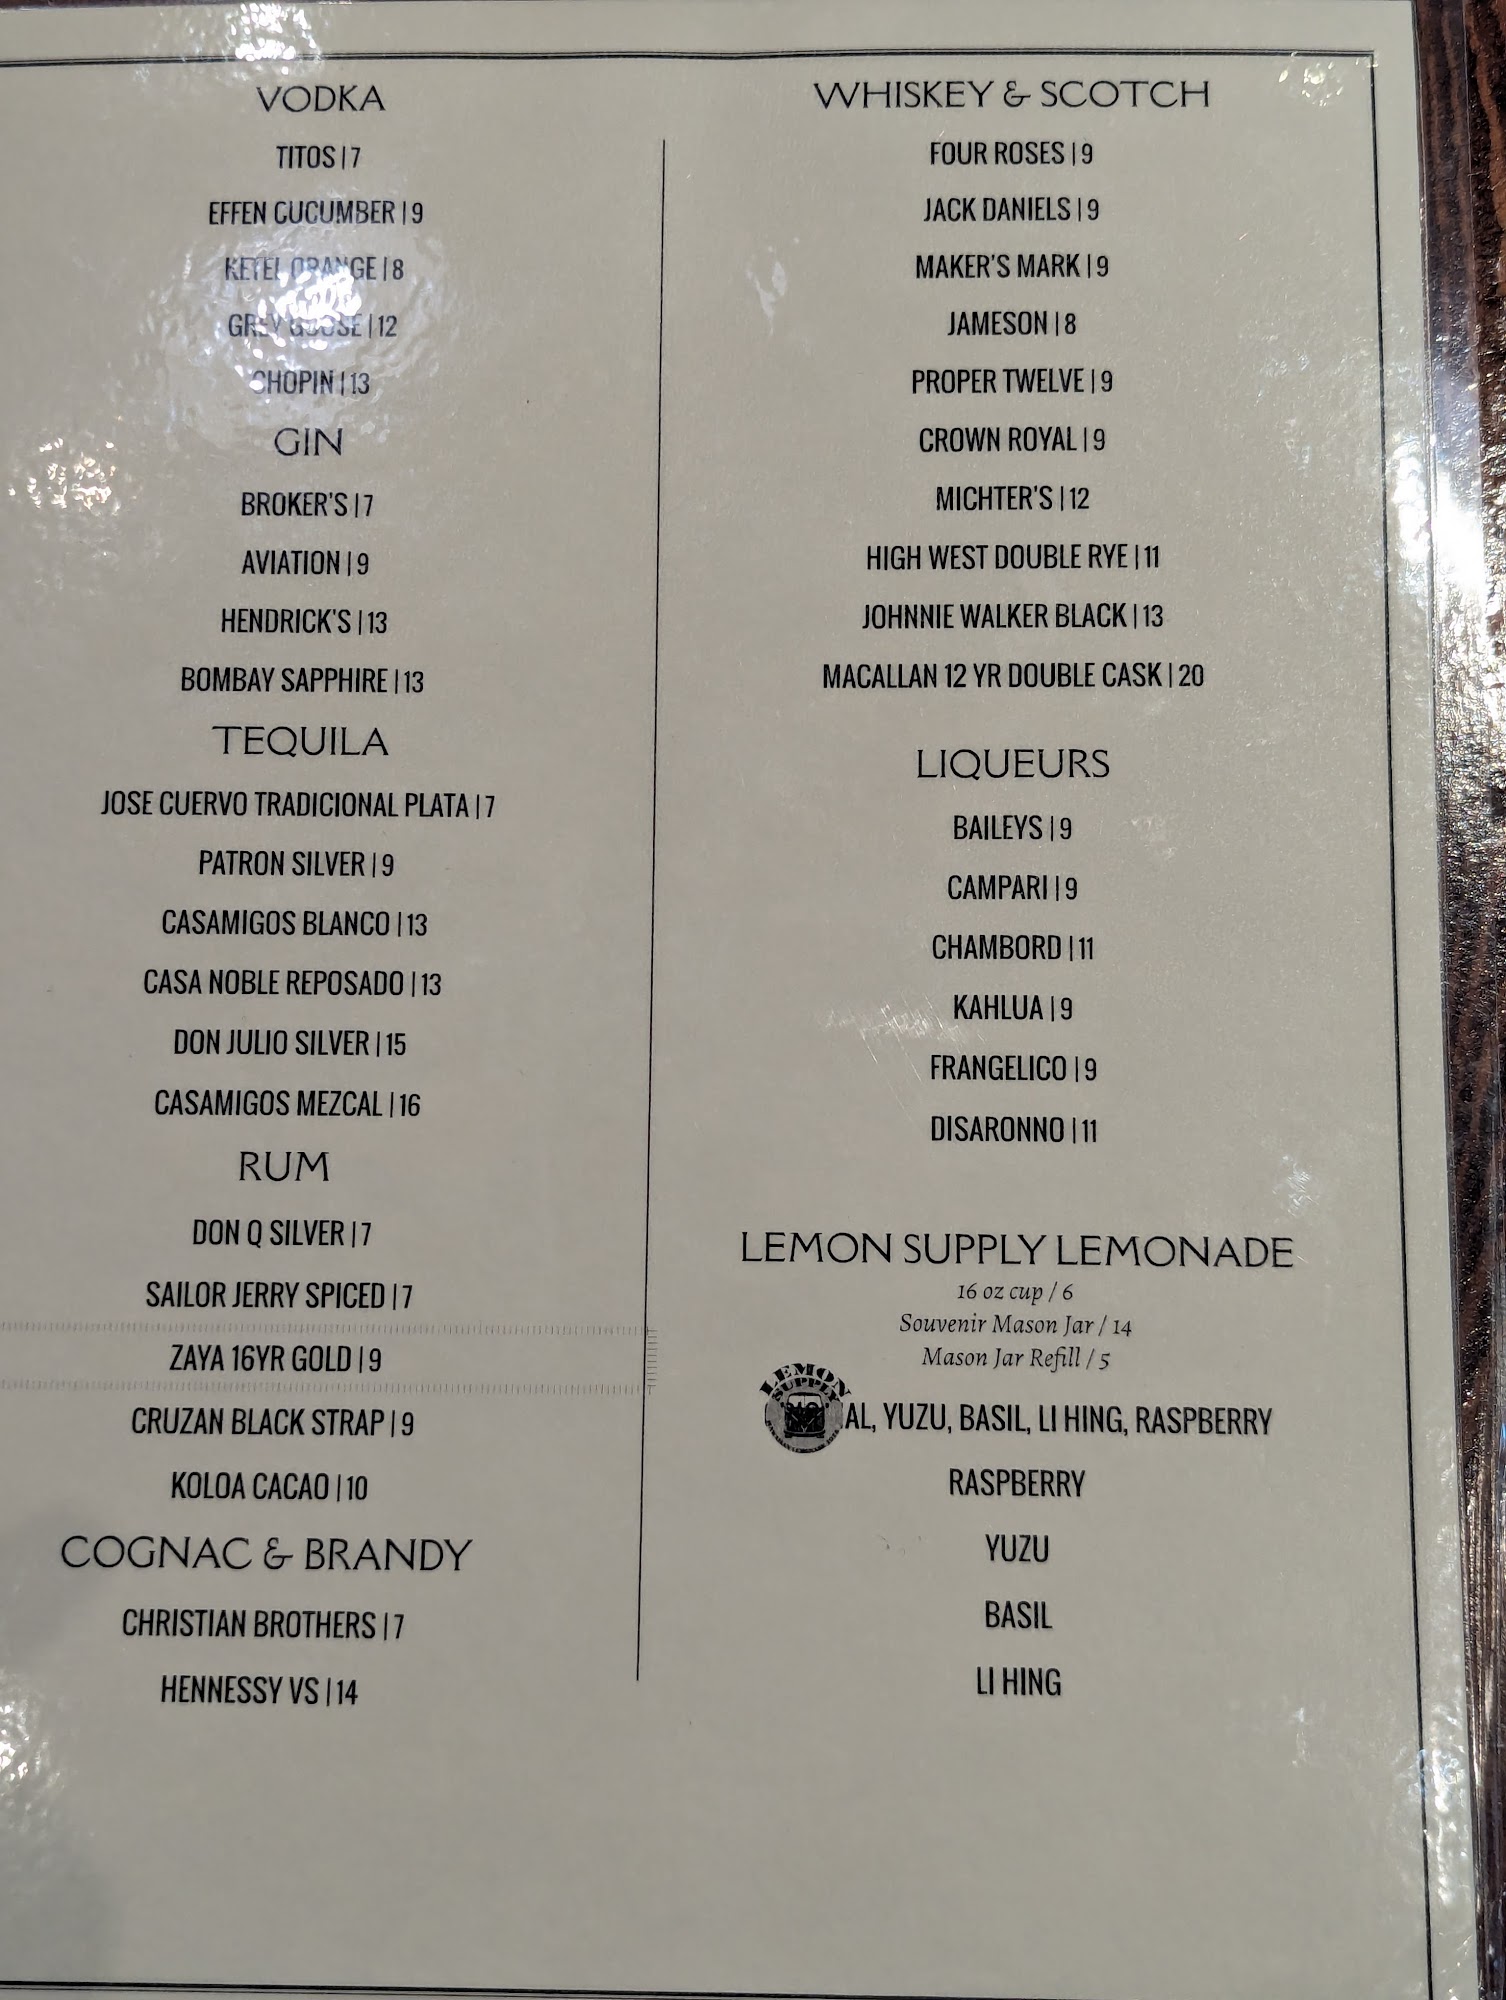 VODKA
TITOS | 7
EFFEN CUCUMBER | 9
KETEL ORANGE | 8
GREY GOOSE | 12
CHOPIN | 13
GIN
BROKER'S | 7
AVIATION | 9
HENDRICK'S | 13
BOMBAY SAPPHIRE | 13
TEQUILA
JOSE CUERVO TRADICIONAL PLATA | 7
PATRON SILVER | 9
CASAMIGOS BLANCO | 13
CASA NOBLE REPOSADO | 13
DON JULIO SILVER | 15
CASAMIGOS MEZCAL | 16
RUM
DON Q SILVER | 7
SAILOR JERRY SPICED | 7
ZAYA 16YR GOLD | 9
CRUZAN BLACK STRAP | 9
KOLOA CACAO | 10
COGNAC & BRANDY
CHRISTIAN BROTHERS | 7
HENNESSY VS | 14
WHISKEY & SCOTCH
FOUR ROSES | 9
JACK DANIELS | 9
MAKER'S MARK | 9
JAMESON | 8
PROPER TWELVE | 9
CROWN ROYAL | 9
MICHTER'S | 12
HIGH WEST DOUBLE RYE | 11
JOHNNIE WALKER BLACK | 13
MACALLAN 12 YR DOUBLE CASK | 20
LIQUEURS
BAILEYS | 9
CAMPARI | 9
CHAMBORD | 11
KAHLUA | 9
FRANGELICO | 9
DISARONNO | 11
LEMON SUPPLY LEMONADE
16 oz cup / 6
Souvenir Mason Jar / 14
Mason Jar Refill / 5
LEMON
SUPPLY
AL, YUZU, BASIL, LI HING, RASPBERRY
RASPBERRY
YUZU
BASIL
LI HING